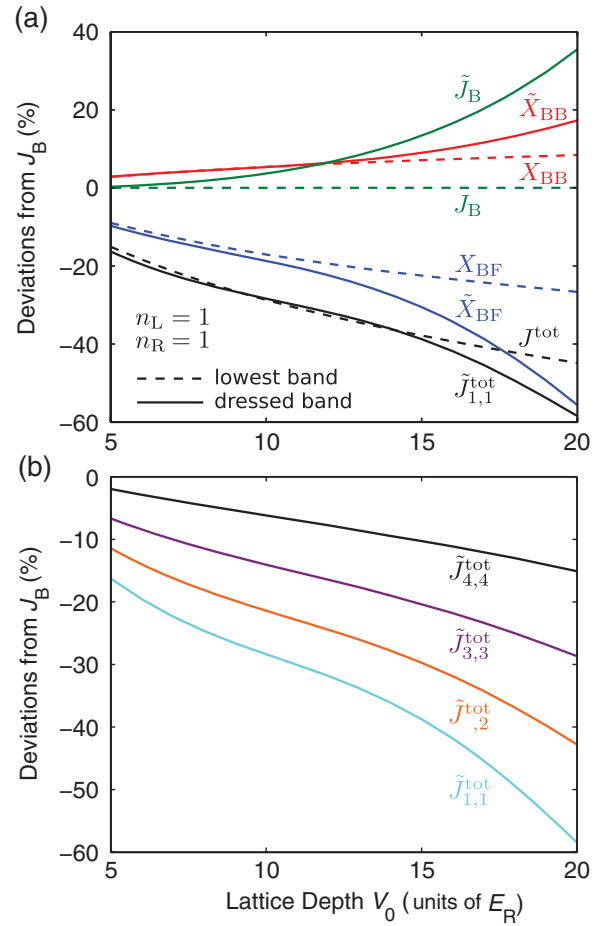 (a)
40
20
0
−20
−40
−60
Deviations from J_B (%)
J̃_B
X̃_BB
X_BB
J_B
X_BF
X̃_BF
J^tot
J̃^tot_1,1
n_L = 1
n_R = 1
lowest band
dressed band
5 10 15 20
(b)
0
−10
−20
−30
−40
−50
−60
Deviations from J_B (%)
J̃^tot_4,4
J̃^tot_3,3
J̃^tot_,2
J̃^tot_1,1
5 10 15 20
Lattice Depth V_0 (units of E_R)